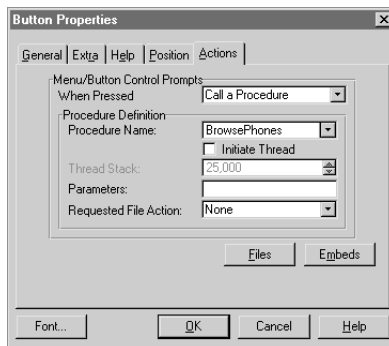 Button Properties
General Extra Help Position Actions
Menu/Button Control Prompts
When Pressed Call a Procedure
Procedure Definition
Procedure Name: BrowsePhones
Initiate Thread
Thread Stack: 25,000
Parameters:
Requested File Action: None
Files Embeds
Font... OK Cancel Help